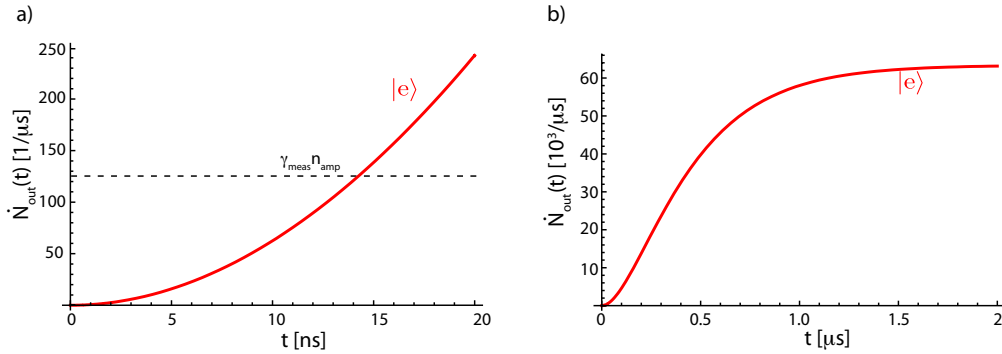 a)
250
200
150
100
50
Ṅout(t) [1/μs]
|e⟩
γmeas namp
0
5
10
15
20
t [ns]
b)
60
50
40
30
20
10
Ṅout(t) [10³/μs]
|e⟩
0
0.5
1.0
1.5
2
t [μs]